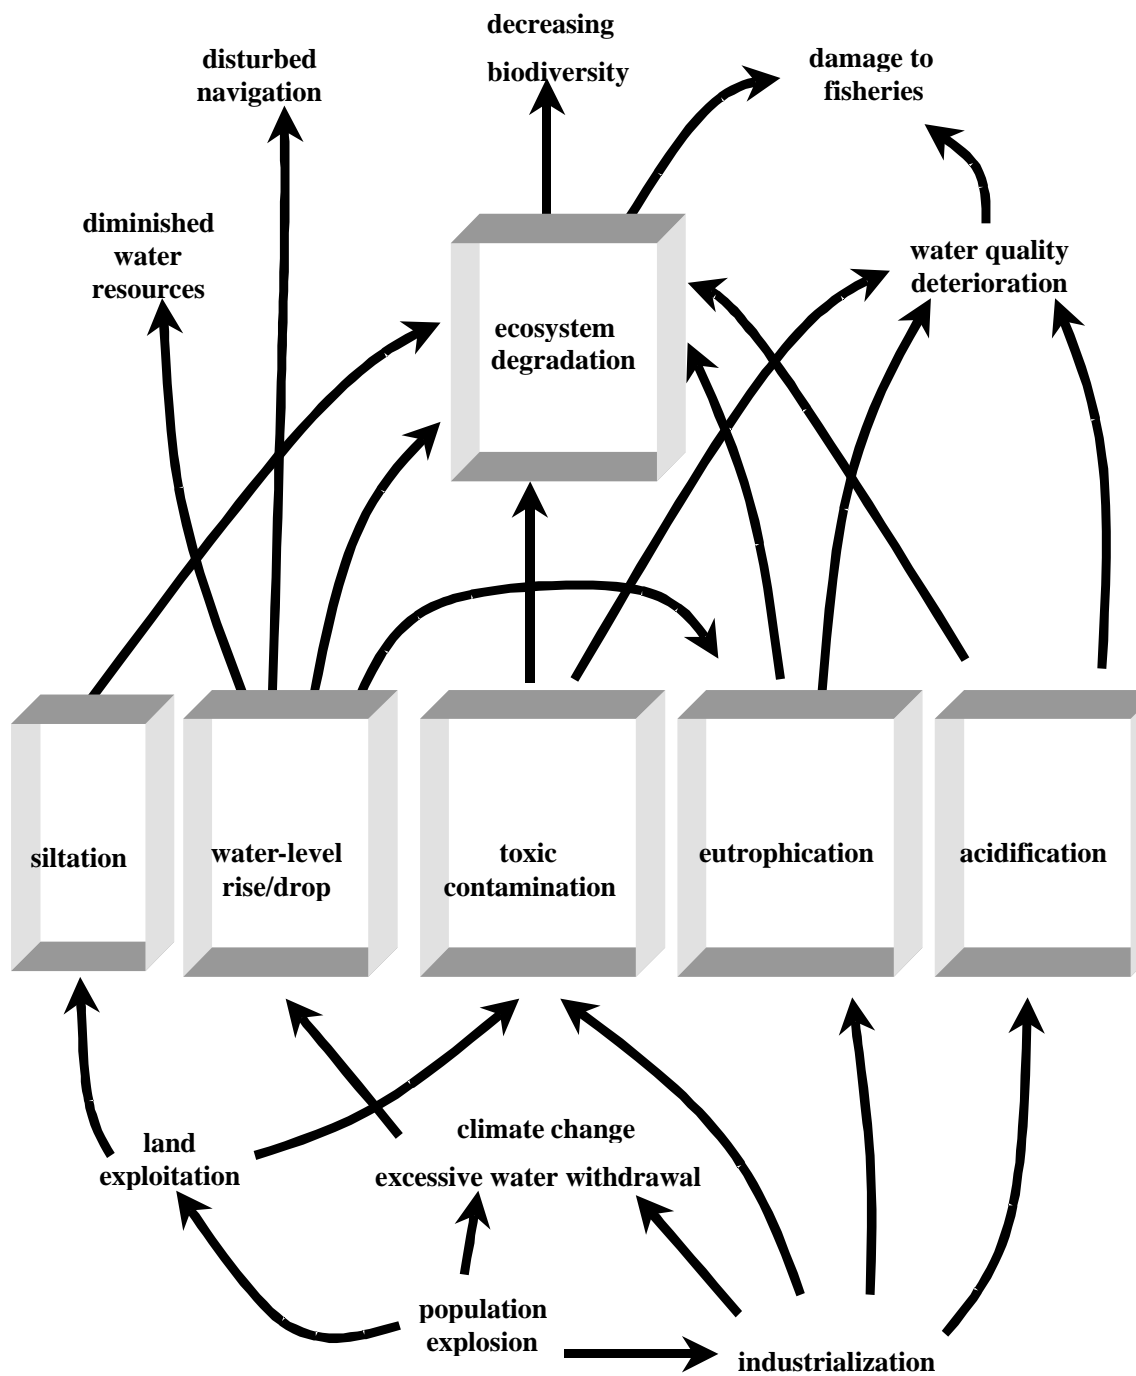 decreasing
biodiversity
disturbed
navigation
damage to
fisheries
diminished
water
resources
water quality
deterioration
ecosystem
degradation
siltation
water-level
rise/drop
toxic
contamination
eutrophication
acidification
land
exploitation
climate change
excessive water withdrawal
population
explosion
industrialization